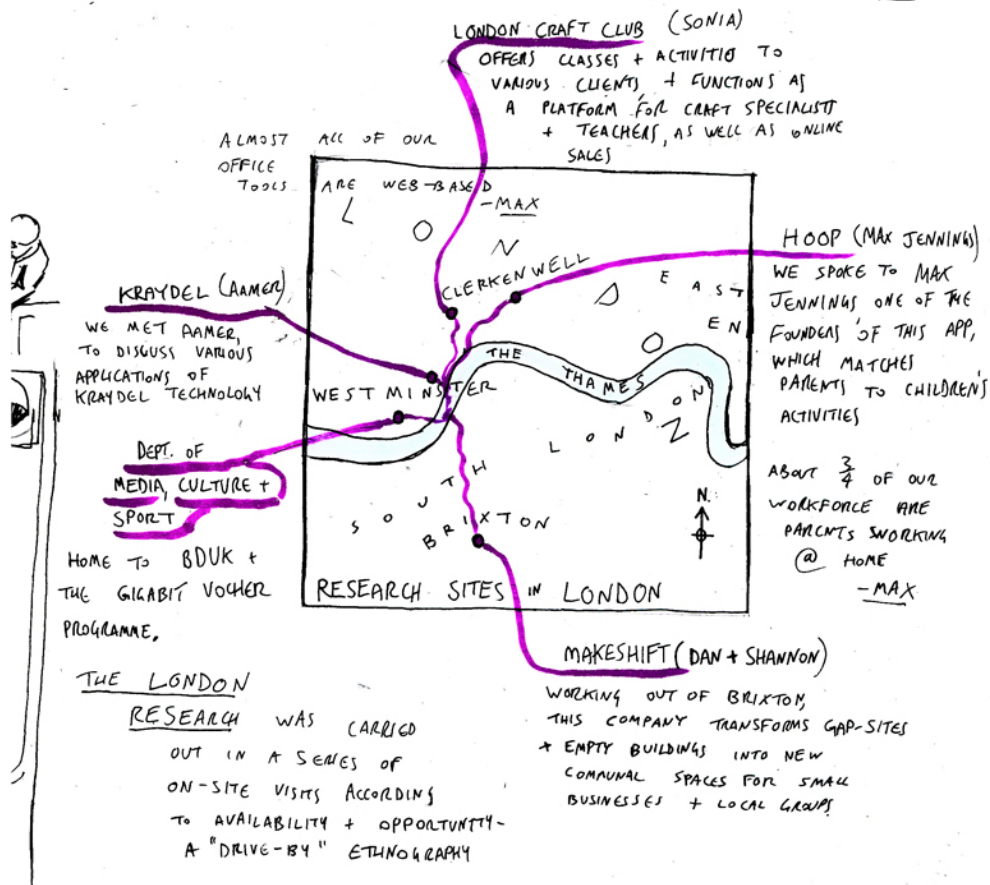 LONDON CRAFT CLUB (SONIA)
OFFERS CLASSES + ACTIVITIO TO
VARIOUS CLIENTS + FUNCTIONS AS
A PLATFORM FOR CRAFT SPECIALISTS
+ TEACHERS, AS WELL AS ONLINE
SALES
ALMOST ALL OF OUR
OFFICE
TOOLS ARE WEB-BASED
-MAX
LONDON
CLERKENWELL
EAST
EN
HOOP (MAX JENNINGS)
WE SPOKE TO MAX
JENNINGS ONE OF THE
FOUNDERS OF THIS APP,
WHICH MATCHES
PARENTS TO CHILDREN'S
ACTIVITIES
ABOUT 3/4 OF OUR
WORKFORCE ARE
PARENTS SWORKING
@ HOME
-MAX
KRAYDEL (AAMER)
WE MET AAMER,
TO DISCUSS VARIOUS
APPLICATIONS OF
KRAYDEL TECHNOLOGY
THE THAMES
WESTMINSTER
DEPT. OF
MEDIA, CULTURE +
SPORT
HOME TO BDUK +
THE GIGABIT VOCHER
PROGRAMME.
SOUTH LONDON
BRIXTON
N
RESEARCH SITES IN LONDON
MAKESHIFT (DAN + SHANNON)
WORKING OUT OF BRIXTON,
THIS COMPANY TRANSFORMS GAP-SITES
+ EMPTY BUILDINGS INTO NEW
COMMUNAL SPACES FOR SMALL
BUSINESSES + LOCAL GROUPS
THE LONDON
RESEARCH WAS CARRIED
OUT IN A SERIES OF
ON-SITE VISITS ACCORDING
TO AVAILABILITY + OPPORTUNTTY-
A "DRIVE-BY" ETHNOGRAPHY